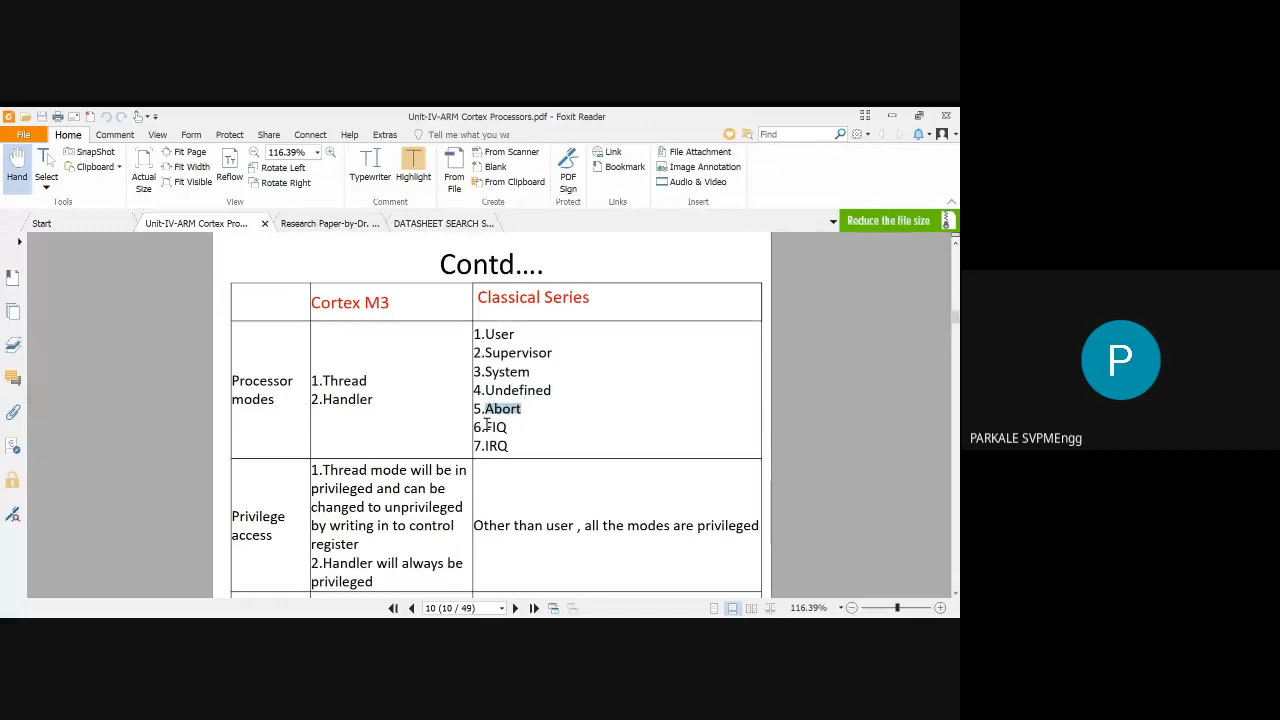 Unit-IV-ARM Cortex Processors.pdf - Foxit Reader
File Home Comment View Form Protect Share Connect Help Extras Tell me what you wa Find
Hand
Select
SnapShot
Clipboard
Tools
Actual Size
Fit Page
Fit Width
Fit Visible
Reflow
116.39%
Rotate Left
Rotate Right
View
Typewriter
Highlight
Comment
From File
From Scanner
Blank
From Clipboard
Create
PDF Sign
Protect
Link
Bookmark
Links
File Attachment
Image Annotation
Audio & Video
Insert
Start Unit-IV-ARM Cortex Pro... Research Paper-by-Dr. ... DATASHEET SEARCH S... Reduce the file size
Contd....
Cortex M3 Classical Series
Processor
modes
1.Thread
2.Handler
1.User
2.Supervisor
3.System
4.Undefined
5.Abort
6.FIQ
7.IRQ
Privilege
access
1.Thread mode will be in
privileged and can be
changed to unprivileged
by writing in to control
register
2.Handler will always be
privileged
Other than user , all the modes are privileged
10 (10 / 49) 116.39%
P
PARKALE SVPMEngg